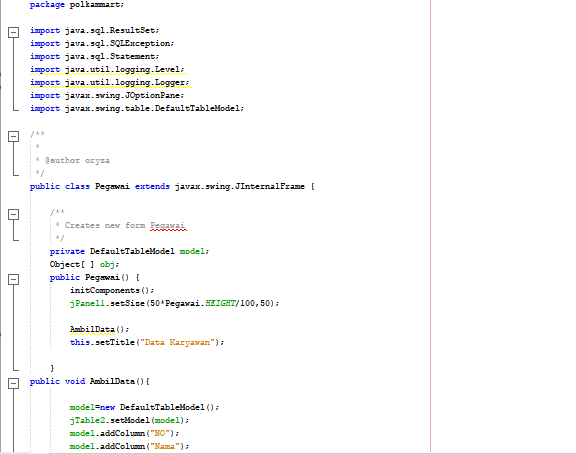 package polkammart;
import java.sql.ResultSet;
import java.sql.SQLException;
import java.sql.Statement;
import java.util.logging.Level;
import java.util.logging.Logger;
import javax.swing.JOptionPane;
import javax.swing.table.DefaultTableModel;
/**
*
* @author oryza
*/
public class Pegawai extends javax.swing.JInternalFrame {
/**
* Creates new form Pegawai
*/
private DefaultTableModel model;
Object[ ] obj;
public Pegawai() {
initComponents();
jPanel1.setSize(50*Pegawai.HEIGHT/100,50);
AmbilData();
this.setTitle("Data Karyawan");
}
public void AmbilData(){
model=new DefaultTableModel();
jTable2.setModel(model);
model.addColumn("NO");
model.addColumn("Nama");